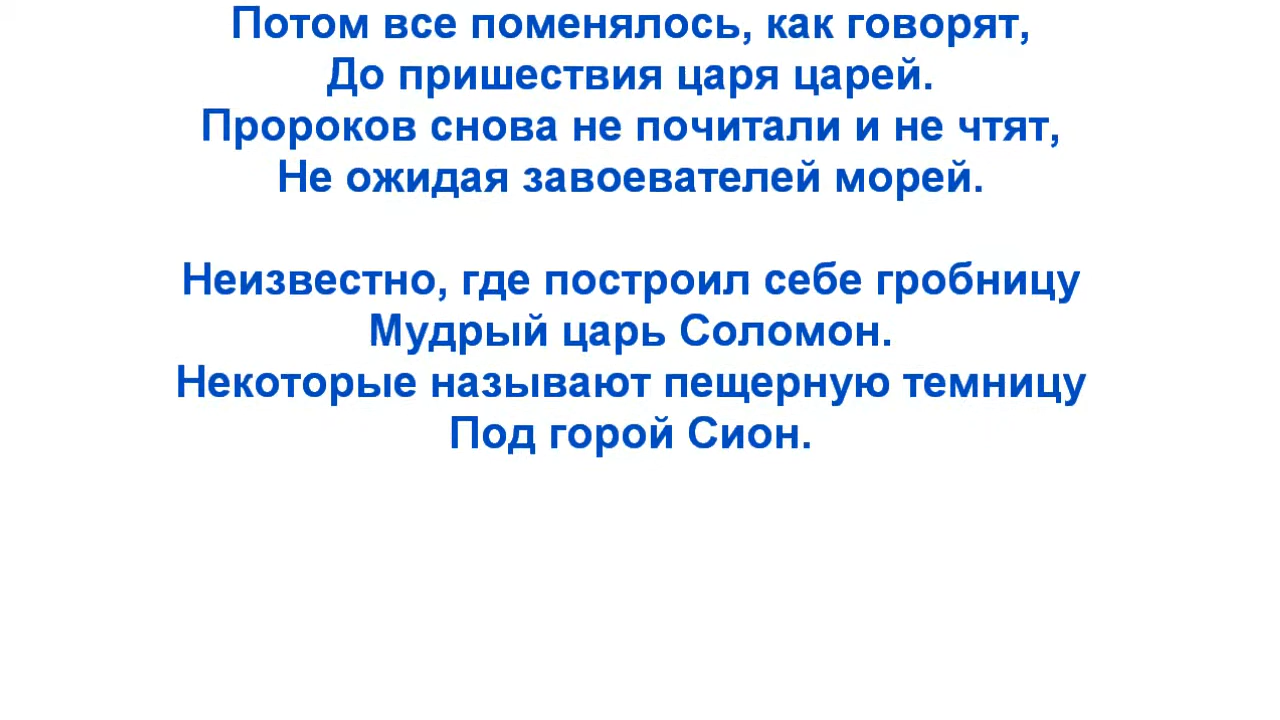 Потом все поменялось, как говорят,
До пришествия царя царей.
Пророков снова не почитали и не чтят,
Не ожидая завоевателей морей.
Неизвестно, где построил себе гробницу
Мудрый царь Соломон.
Некоторые называют пещерную темницу
Под горой Сион.